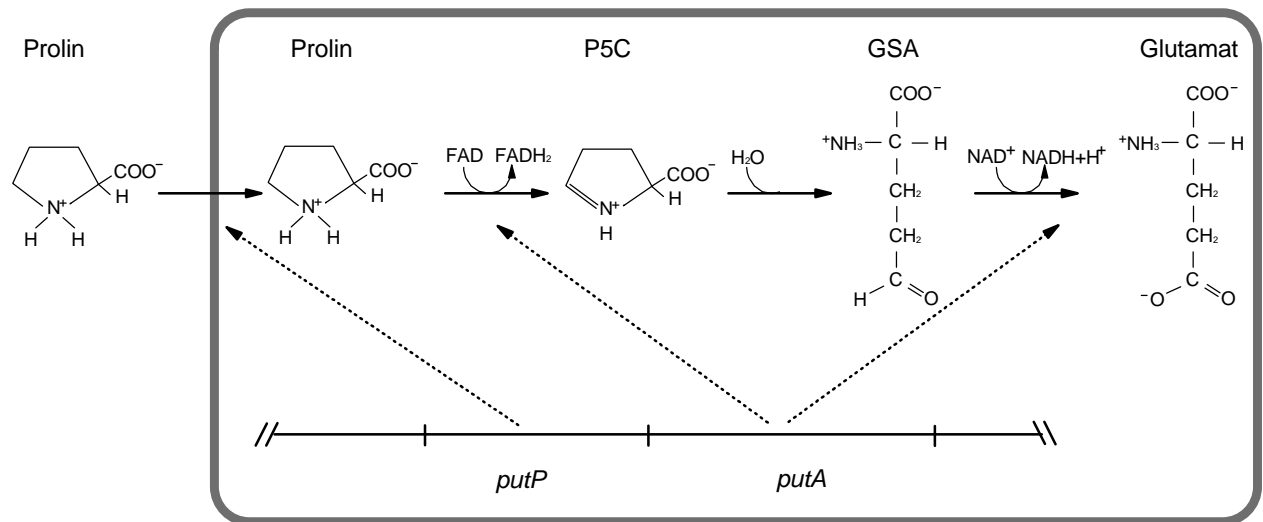 Prolin Prolin P5C GSA Glutamat
COO⁻ COO⁻
FAD FADH₂ H₂O ⁺NH₃ C H NAD⁺ NADH+H⁺ ⁺NH₃ C H
COO⁻ COO⁻ COO⁻
H H H
N⁺ N⁺ N⁺ CH₂ CH₂
H H H H H CH₂ CH₂
H C O ⁻O C O
putP putA